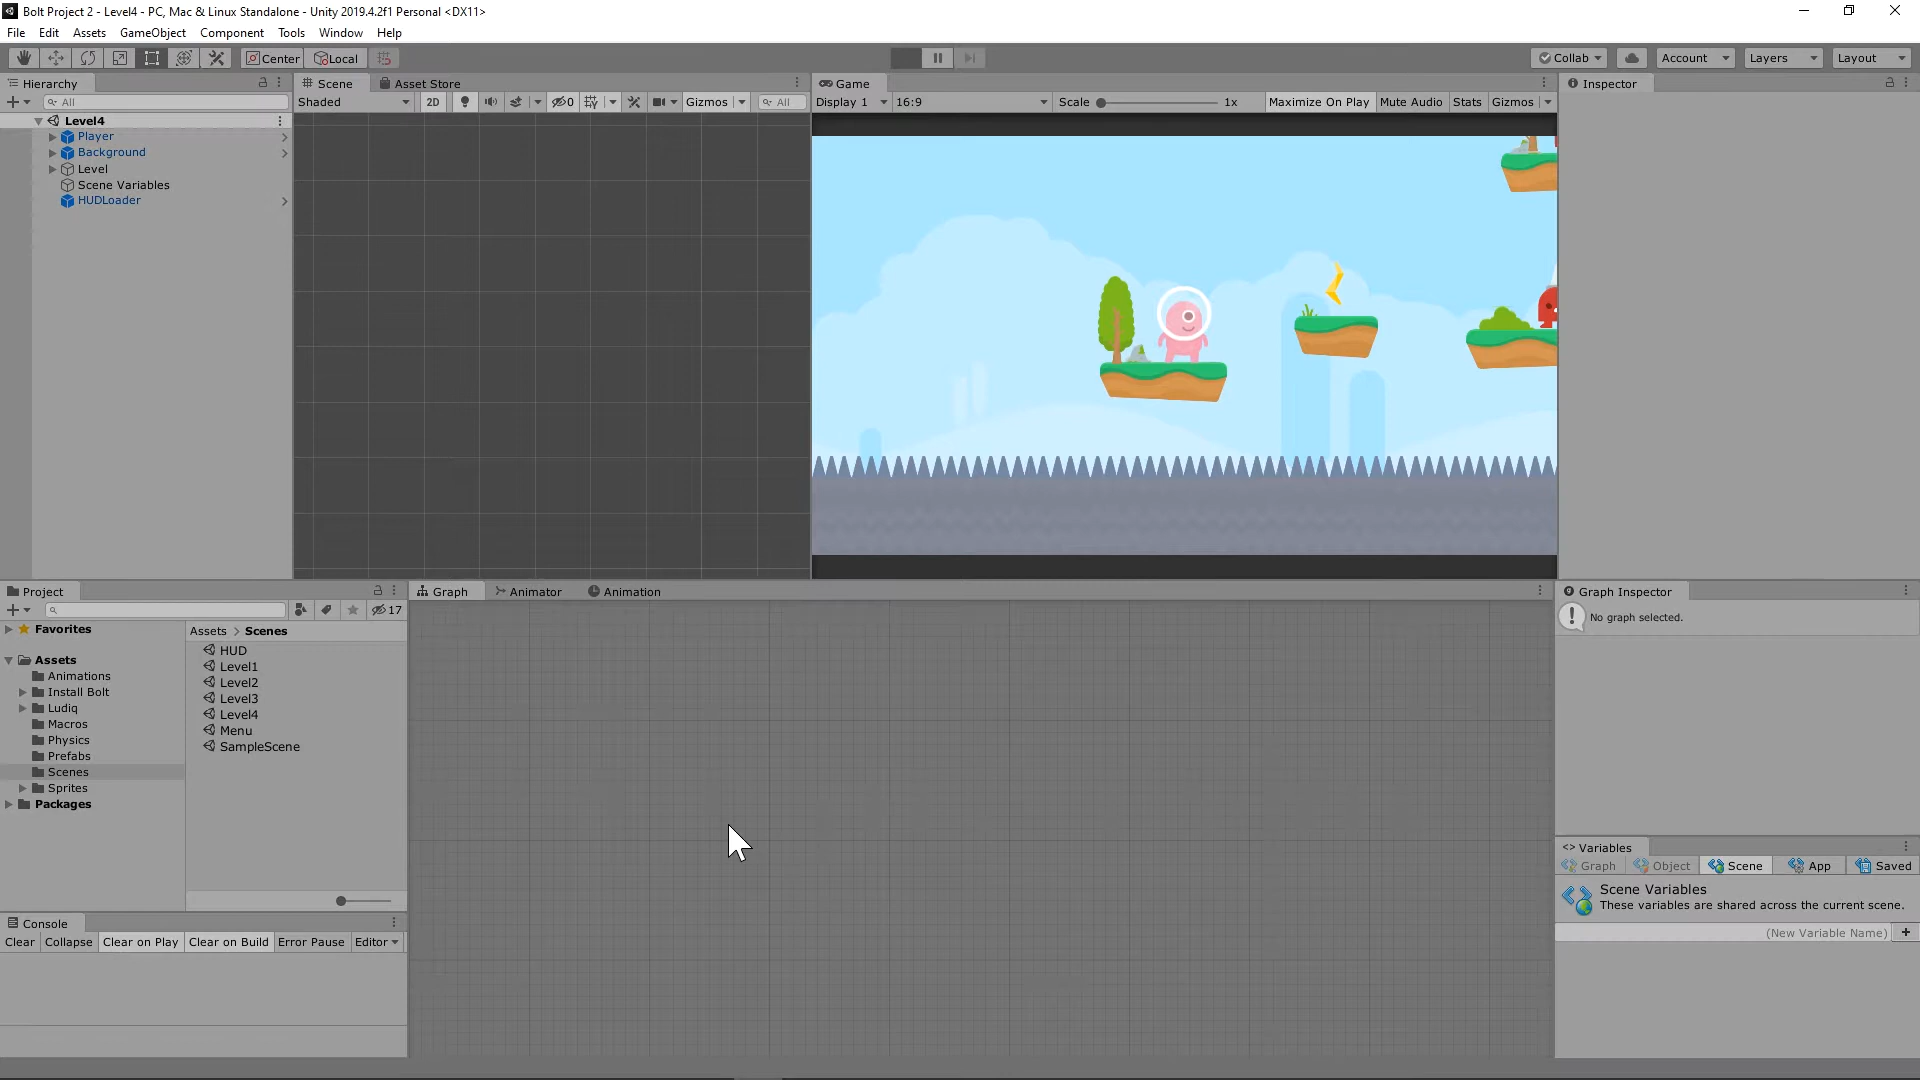 Bolt Project 2 - Level4 - PC, Mac & Linux Standalone - Unity 2019.4.2f1 Personal <DX11>
File Edit Assets GameObject Component Tools Window Help
Center Local Collab Account Layers Layout
Hierarchy
All
Level4
Player
Background
Level
Scene Variables
HUDLoader
Scene Asset Store
Shaded 2D 0 Gizmos All
Game
Display 1 16:9 Scale 1x Maximize On Play Mute Audio Stats Gizmos
Inspector
Project
17
Favorites
Assets
Animations
Install Bolt
Ludiq
Macros
Physics
Prefabs
Scenes
Sprites
Packages
Assets > Scenes
HUD
Level1
Level2
Level3
Level4
Menu
SampleScene
Console
Clear Collapse Clear on Play Clear on Build Error Pause Editor
Graph Animator Animation
Graph Inspector
No graph selected.
<> Variables
Graph Object Scene App Saved
Scene Variables
These variables are shared across the current scene.
(New Variable Name) +